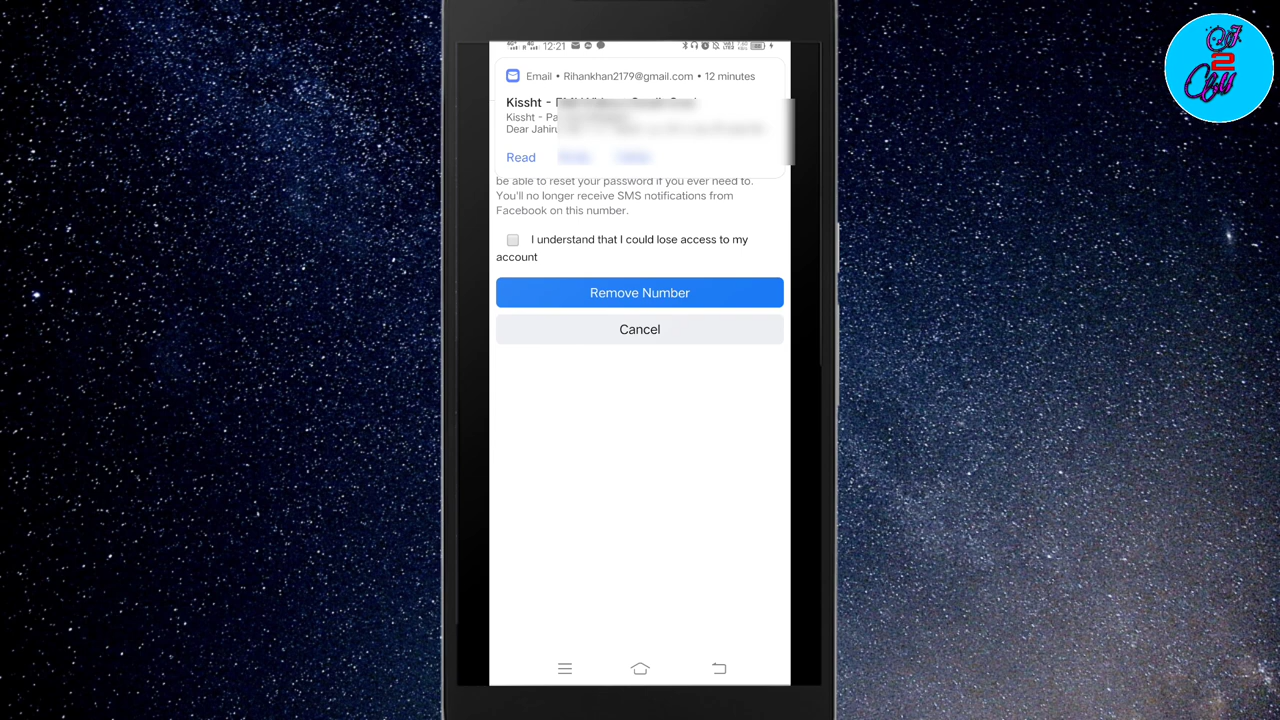 12:21
Email • Rihankhan2179@gmail.com • 12 minutes
Kissht -
Kissht - Pa
Dear Jahiru
Read
be able to reset your password if you ever need to.
You'll no longer receive SMS notifications from
Facebook on this number.
I understand that I could lose access to my
account
Remove Number
Cancel
2